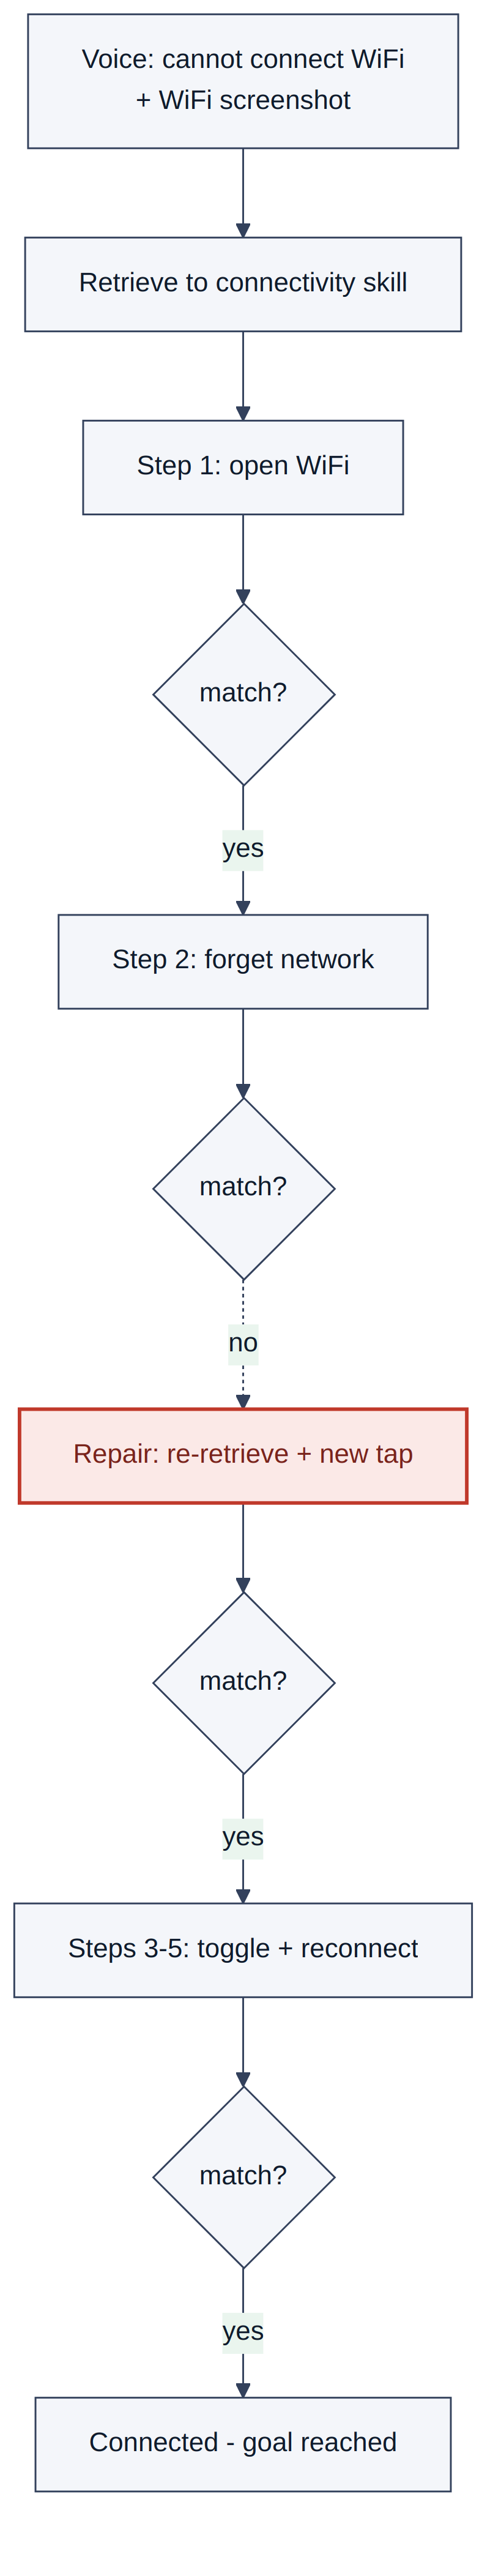 Voice: cannot connect WiFi
+ WiFi screenshot
Retrieve to connectivity skill
Step 1: open WiFi
match?
yes
Step 2: forget network
match?
no
Repair: re-retrieve + new tap
match?
yes
Steps 3-5: toggle + reconnect
match?
yes
Connected - goal reached